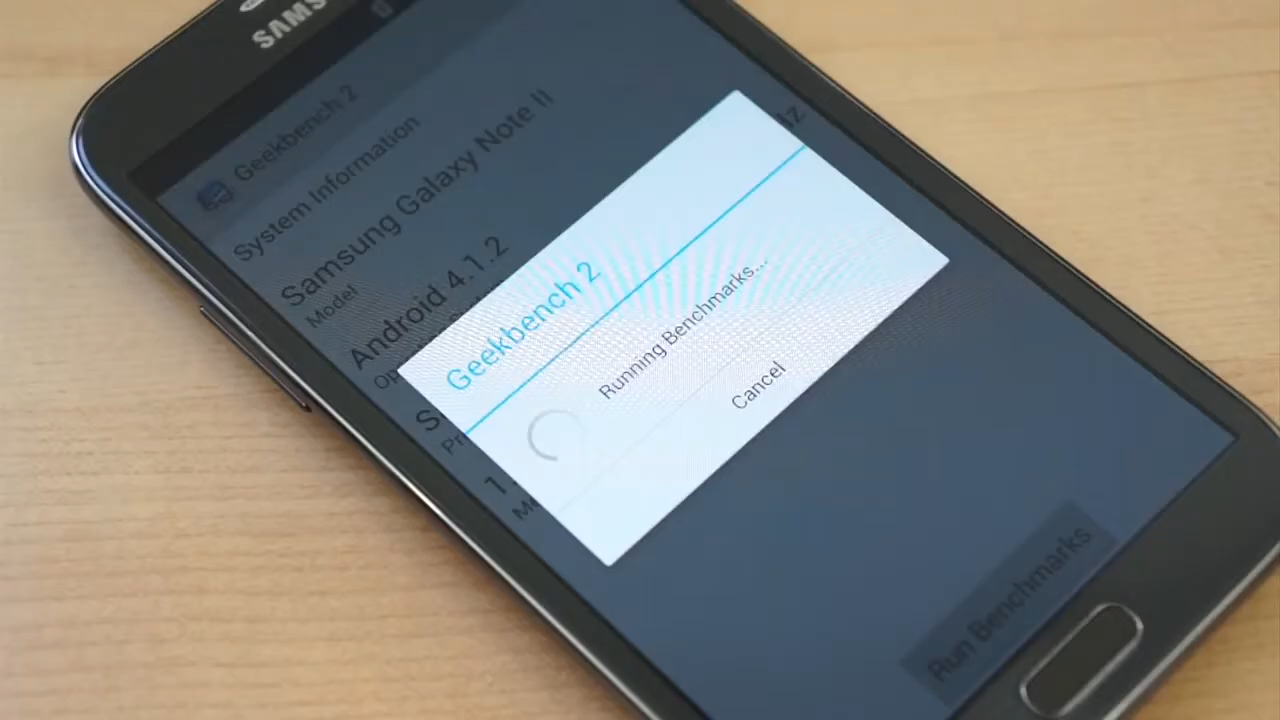 SAMS
Geekbench 2
System Information
Samsung Galaxy Note II
Model
Android 4.1.2
Geekbench 2
Running Benchmarks...
Cancel
Run Benchmarks